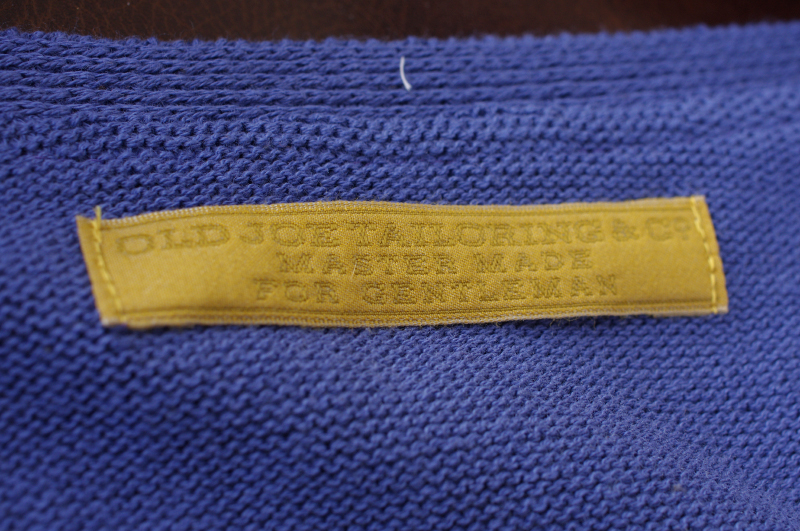 OLD JOE TAILORING & Co.
MASTER MADE
FOR GENTLEMAN